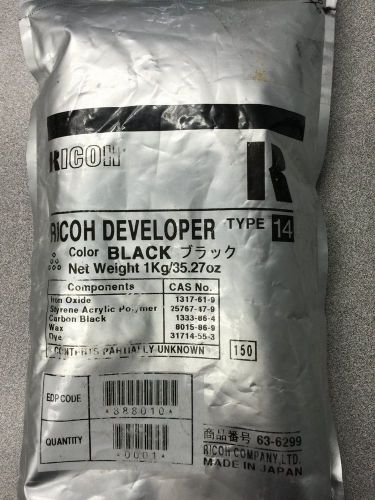 RICOH
R
RICOH DEVELOPER TYPE 14
Color BLACK ブラック
Net Weight 1Kg/35.27oz
Components CAS No.
Iron Oxide 1317-61-9
Styrene Acrylic Polymer 25767-47-9
Carbon Black 1333-86-4
Wax 8015-86-9
Dye 31714-55-3
CONTENTS PARTIALLY UNKNOWN 150
EDP CODE *888010*
QUANTITY *0001*
商品番号 63-6299
RICOH COMPANY, LTD.
MADE IN JAPAN